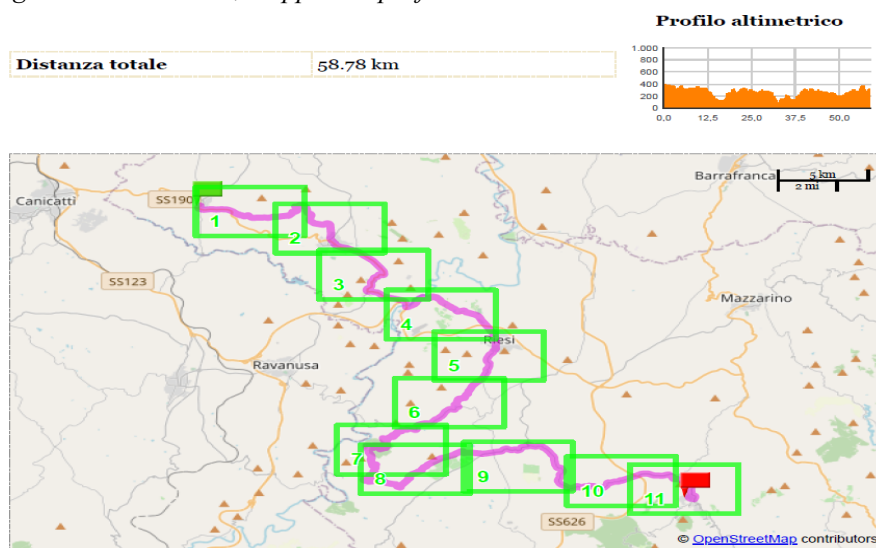 Profilo altimetrico
Distanza totale 58.78 km
1.000
800
600
400
200
0
0,0 12,5 25,0 37,5 50,0
Barrafranca
5 km
2 mi
Canicattì
SS190
1
2
SS123
3
Mazzarino
4
Riesi
Ravanusa
5
6
7
8
9
10
11
SS626
© OpenStreetMap contributors